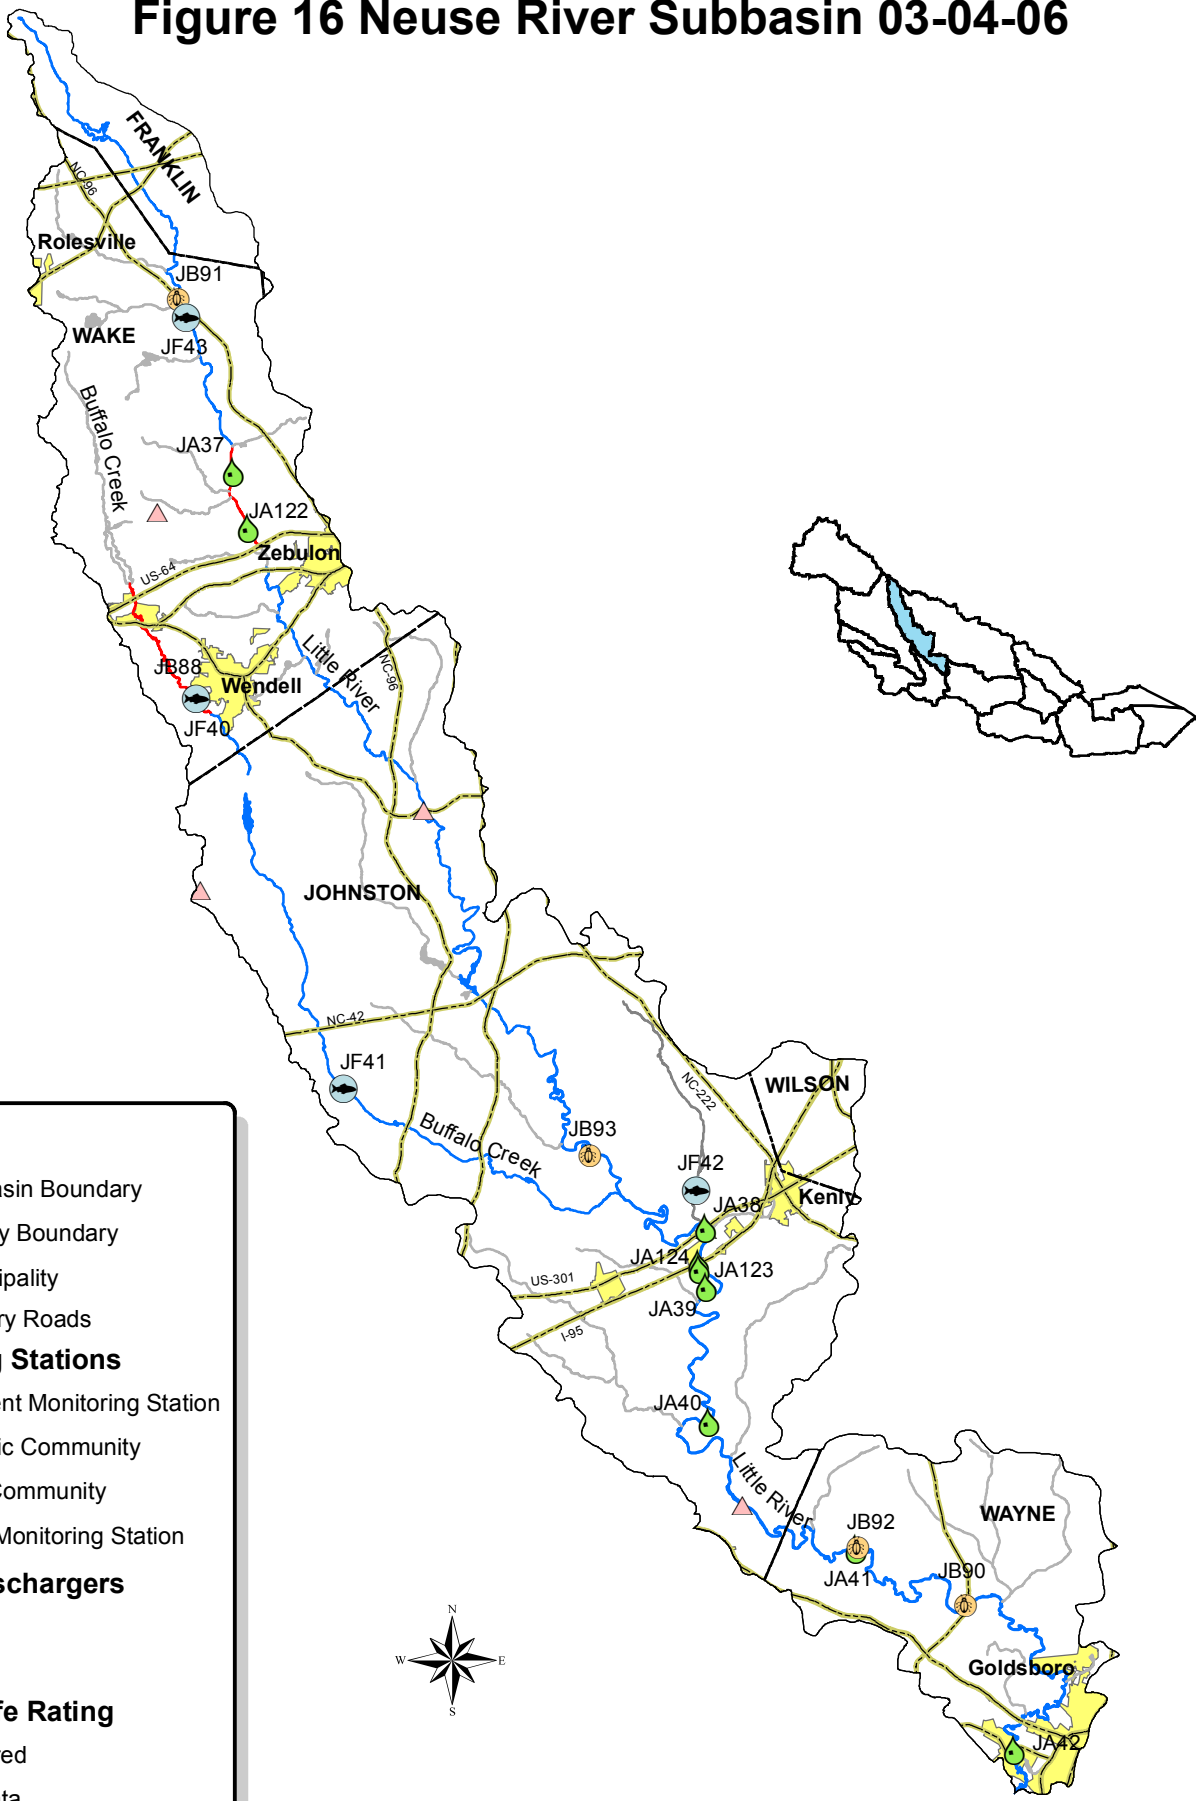 Figure 16 Neuse River Subbasin 03-04-06
FRANKLIN
NC-96
Rolesville
JB91
WAKE
JF43
Buffalo Creek
JA37
JA122
Zebulon
US-64
Little River
NC-96
JB88
Wendell
JF40
JOHNSTON
NC-42
JF41
NC-222
WILSON
Buffalo Creek
JB93
JF42
Kenly
JA38
JA124
JA123
US-301
JA39
I-95
JA40
Little River
WAYNE
JB92
JA41
JB90
Goldsboro
JA42
N
W
E
S
asin Boundary
y Boundary
ipality
ry Roads
g Stations
ent Monitoring Station
ic Community
Community
Monitoring Station
schargers
fe Rating
red
ta